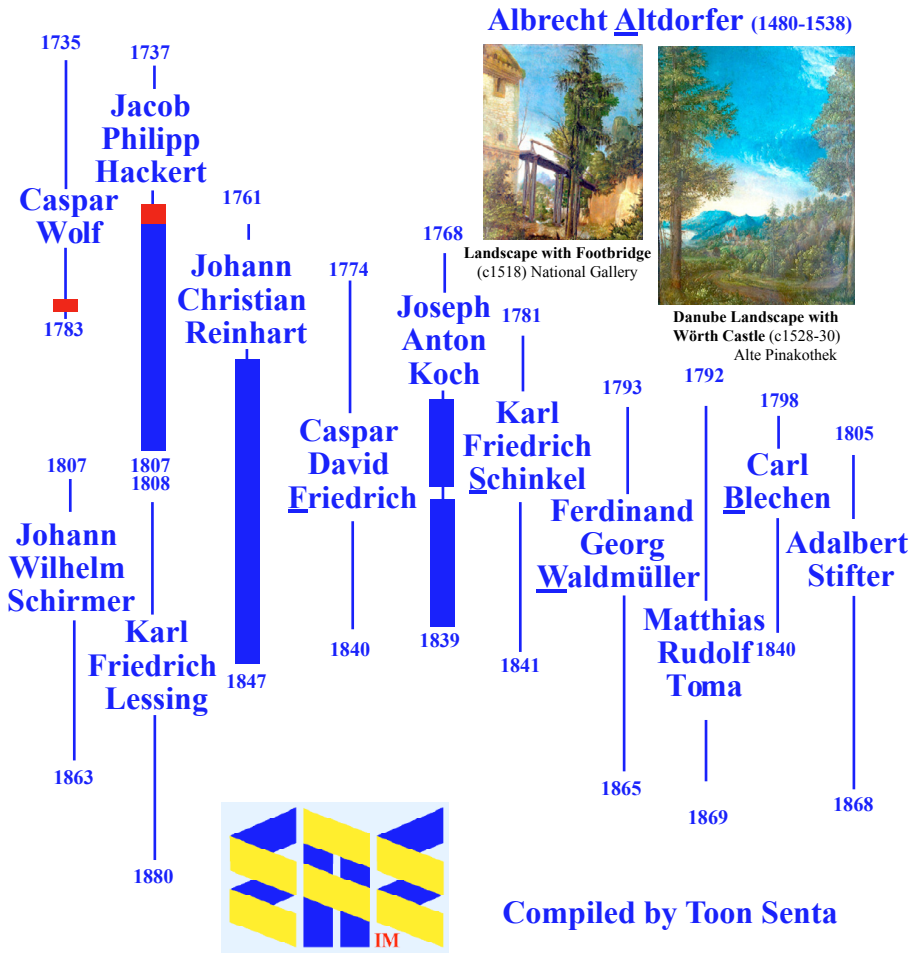 Albrecht Altdorfer (1480-1538)
Landscape with Footbridge
(c1518) National Gallery
Danube Landscape with
Wörth Castle (c1528-30)
Alte Pinakothek
1735
Caspar
Wolf
1783
1737
Jacob
Philipp
Hackert
1807
1761
Johann
Christian
Reinhart
1847
1774
Caspar
David
Friedrich
1840
1768
Joseph
Anton
Koch
1839
1781
Karl
Friedrich
Schinkel
1841
1793
Ferdinand
Georg
Waldmüller
1865
1792
Matthias
Rudolf
Toma
1869
1798
Carl
Blechen
1840
1805
Adalbert
Stifter
1868
1807
Johann
Wilhelm
Schirmer
1863
1808
Karl
Friedrich
Lessing
1880
IM
Compiled by Toon Senta